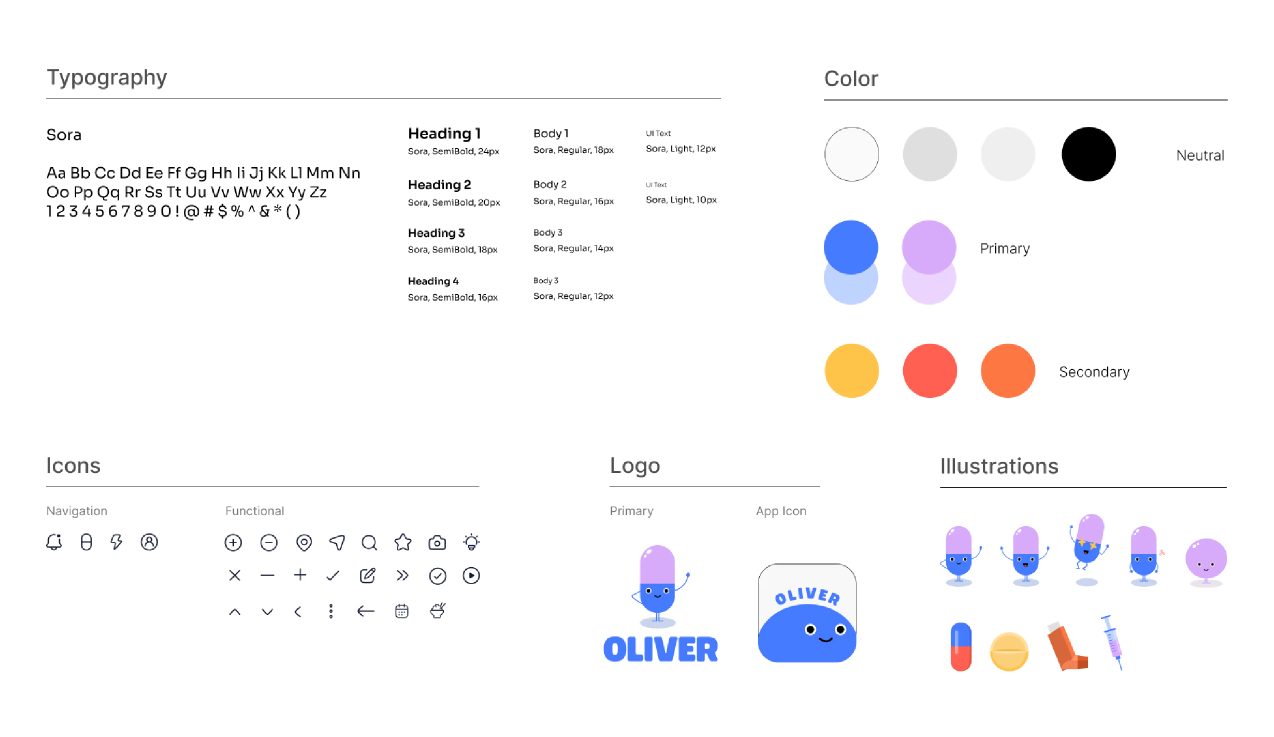 Typography
Sora
Aa Bb Cc Dd Ee Ff Gg Hh Ii Jj Kk Ll Mm Nn
Oo Pp Qq Rr Ss Tt Uu Vv Ww Xx Yy Zz
1 2 3 4 5 6 7 8 9 0 ! @ # $ % ^ & * ( )
Heading 1
Sora, SemiBold, 24px
Heading 2
Sora, SemiBold, 20px
Heading 3
Sora, SemiBold, 18px
Heading 4
Sora, SemiBold, 16px
Body 1
Sora, Regular, 18px
Body 2
Sora, Regular, 16px
Body 3
Sora, Regular, 14px
Body 3
Sora, Regular, 12px
UI Text
Sora, Light, 12px
UI Text
Sora, Light, 10px
Color
Neutral
Primary
Secondary
Icons
Navigation
Functional
Logo
Primary
OLIVER
App Icon
OLIVER
Illustrations